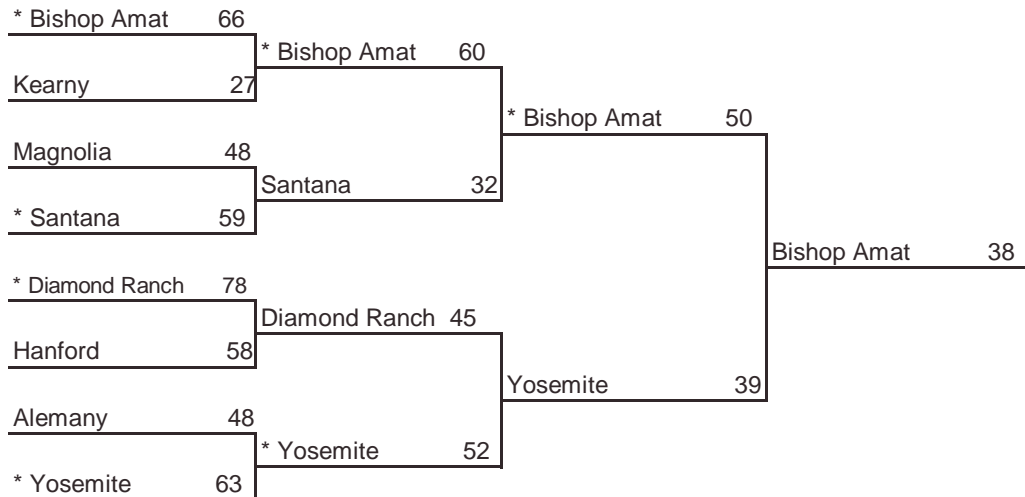 * Bishop Amat 66
* Bishop Amat 60
Kearny 27
* Bishop Amat 50
Magnolia 48
Santana 32
* Santana 59
Bishop Amat 38
* Diamond Ranch 78
Diamond Ranch 45
Hanford 58
Yosemite 39
Alemany 48
* Yosemite 52
* Yosemite 63